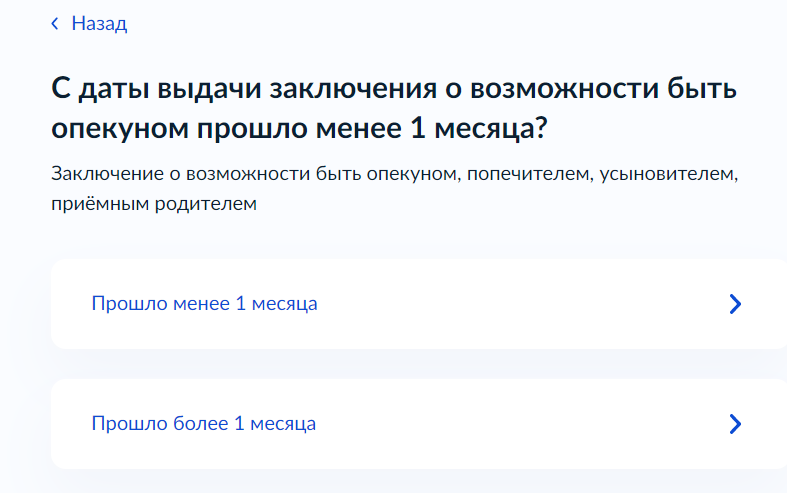 Назад
С даты выдачи заключения о возможности быть
опекуном прошло менее 1 месяца?
Заключение о возможности быть опекуном, попечителем, усыновителем,
приёмным родителем
Прошло менее 1 месяца
Прошло более 1 месяца